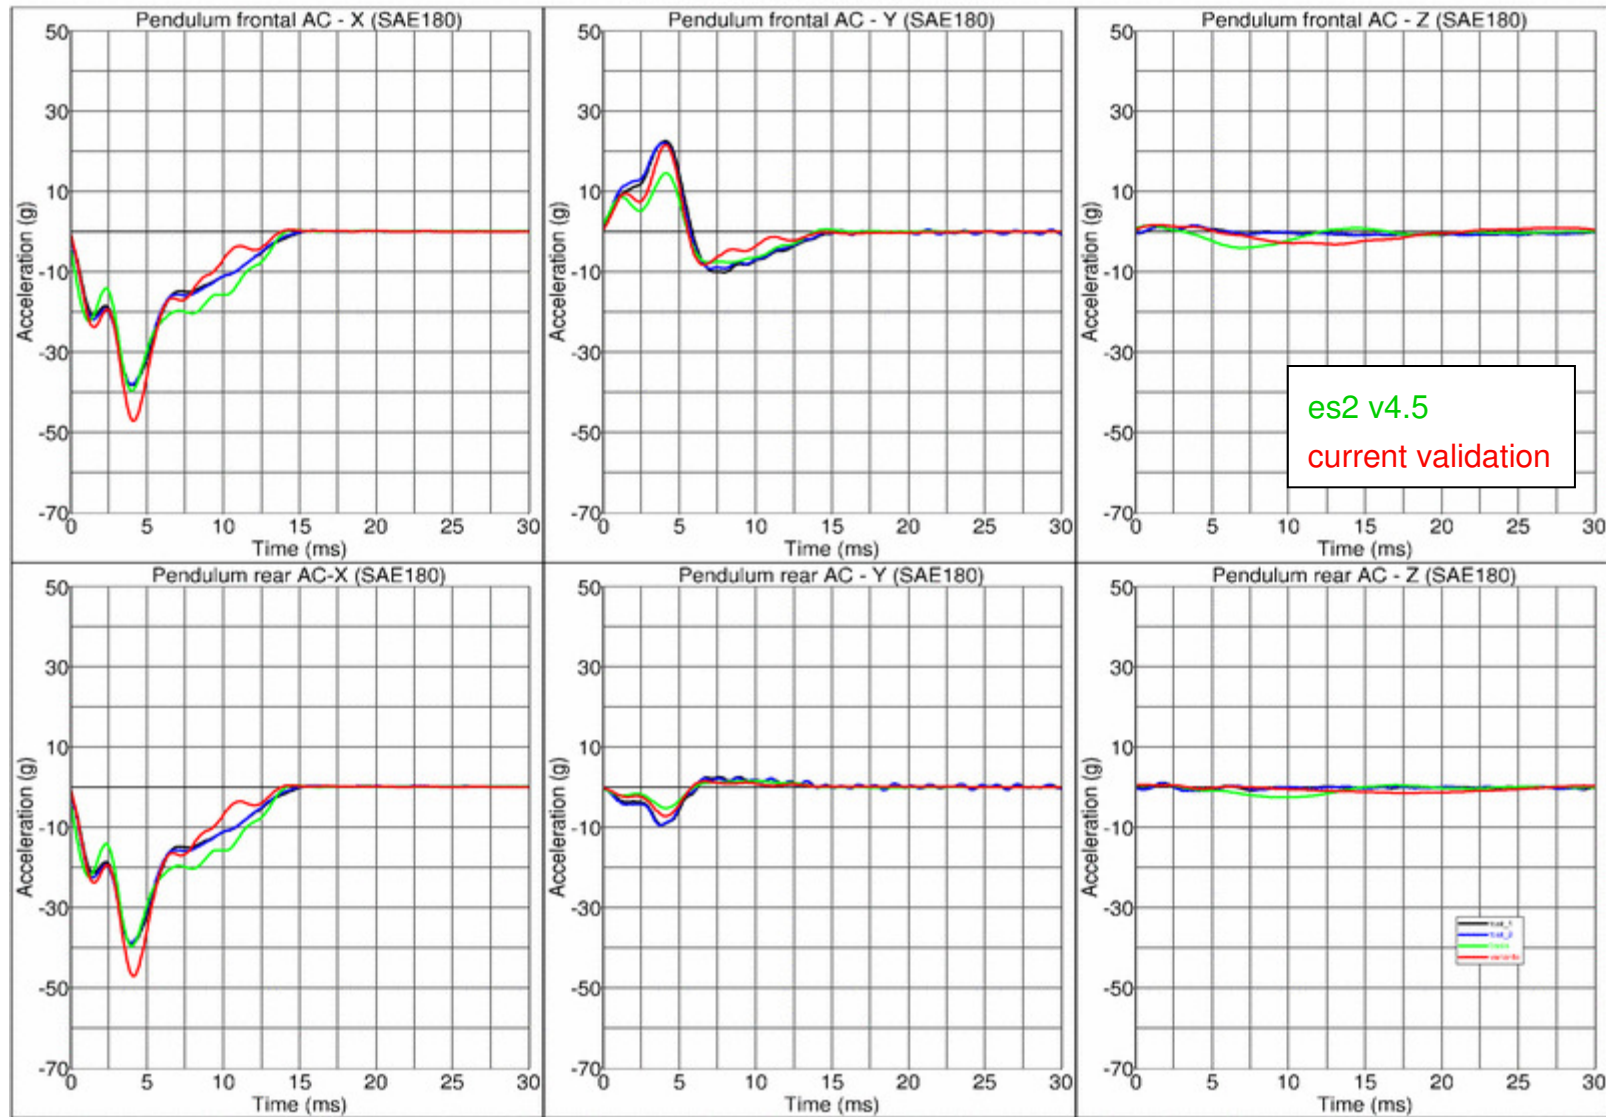 Pendulum frontal AC - X (SAE180)
50
30
10
-10
-30
-50
-70
Acceleration (g)
0 5 10 15 20 25 30
Time (ms)
Pendulum frontal AC - Y (SAE180)
50
30
10
-10
-30
-50
-70
Acceleration (g)
0 5 10 15 20 25 30
Time (ms)
Pendulum frontal AC - Z (SAE180)
50
30
10
-10
-30
-50
-70
Acceleration (g)
0 5 10 15 20 25 30
Time (ms)
es2 v4.5
current validation
Pendulum rear AC-X (SAE180)
50
30
10
-10
-30
-50
-70
Acceleration (g)
0 5 10 15 20 25 30
Time (ms)
Pendulum rear AC - Y (SAE180)
50
30
10
-10
-30
-50
-70
Acceleration (g)
0 5 10 15 20 25 30
Time (ms)
Pendulum rear AC - Z (SAE180)
50
30
10
-10
-30
-50
-70
Acceleration (g)
0 5 10 15 20 25 30
Time (ms)